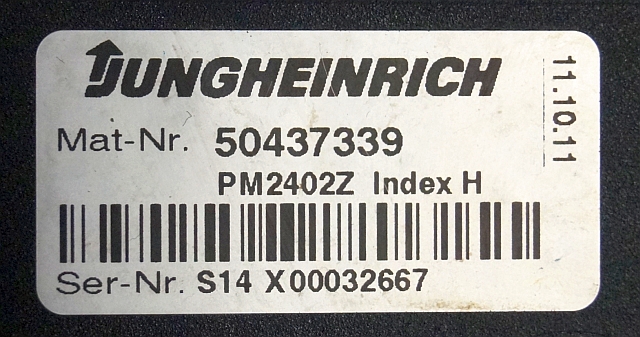 JUNGHEINRICH
Mat-Nr. 50437339
PM2402Z Index H
Ser-Nr. S14 X00032667
11.10.11